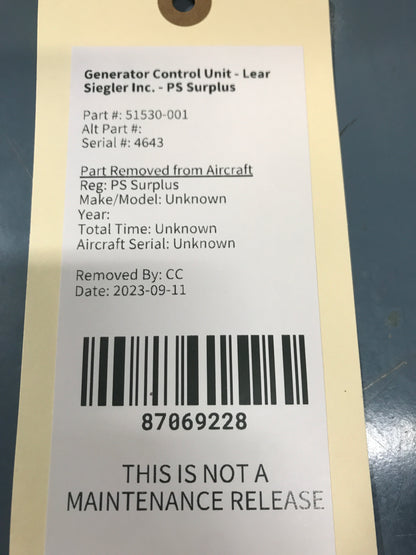 Generator Control Unit - Lear
Siegler Inc. - PS Surplus
Part #: 51530-001
Alt Part #:
Serial #: 4643
Part Removed from Aircraft
Reg: PS Surplus
Make/Model: Unknown
Year:
Total Time: Unknown
Aircraft Serial: Unknown
Removed By: CC
Date: 2023-09-11
87069228
THIS IS NOT A
MAINTENANCE RELEASE